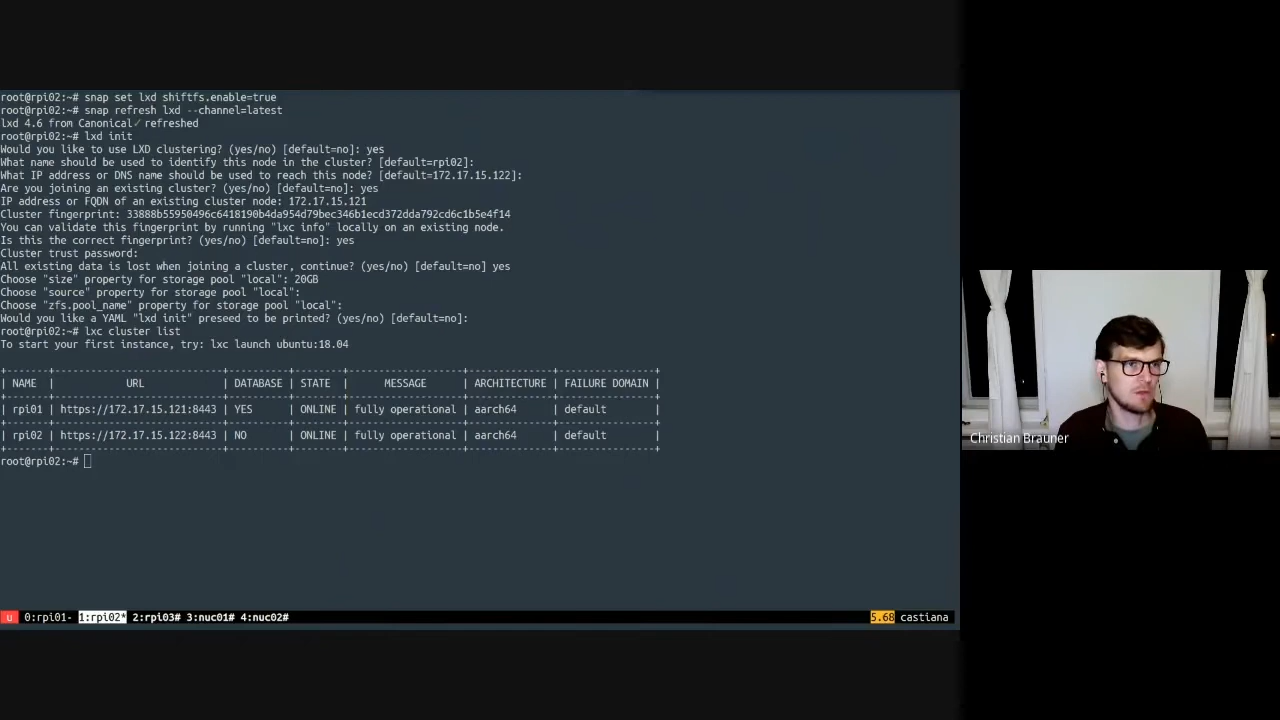 root@rpi02:~# snap set lxd shiftfs.enable=true
root@rpi02:~# snap refresh lxd --channel=latest
lxd 4.6 from Canonical✓ refreshed
root@rpi02:~# lxd init
Would you like to use LXD clustering? (yes/no) [default=no]: yes
What name should be used to identify this node in the cluster? [default=rpi02]:
What IP address or DNS name should be used to reach this node? [default=172.17.15.122]:
Are you joining an existing cluster? (yes/no) [default=no]: yes
IP address or FQDN of an existing cluster node: 172.17.15.121
Cluster fingerprint: 33888b55950496c6418190b4da954d79bec346b1ecd372dda792cd6c1b5e4f14
You can validate this fingerprint by running "lxc info" locally on an existing node.
Is this the correct fingerprint? (yes/no) [default=no]: yes
Cluster trust password:
All existing data is lost when joining a cluster, continue? (yes/no) [default=no] yes
Choose "size" property for storage pool "local": 20GB
Choose "source" property for storage pool "local":
Choose "zfs.pool_name" property for storage pool "local":
Would you like a YAML "lxd init" preseed to be printed? (yes/no) [default=no]:
root@rpi02:~# lxc cluster list
To start your first instance, try: lxc launch ubuntu:18.04
| NAME | URL | DATABASE | STATE | MESSAGE | ARCHITECTURE | FAILURE DOMAIN |
| rpi01 | https://172.17.15.121:8443 | YES | ONLINE | fully operational | aarch64 | default |
| rpi02 | https://172.17.15.122:8443 | NO | ONLINE | fully operational | aarch64 | default |
root@rpi02:~#
Christian Brauner
u 0:rpi01- 1:rpi02* 2:rpi03# 3:nuc01# 4:nuc02# 5.68 castiana